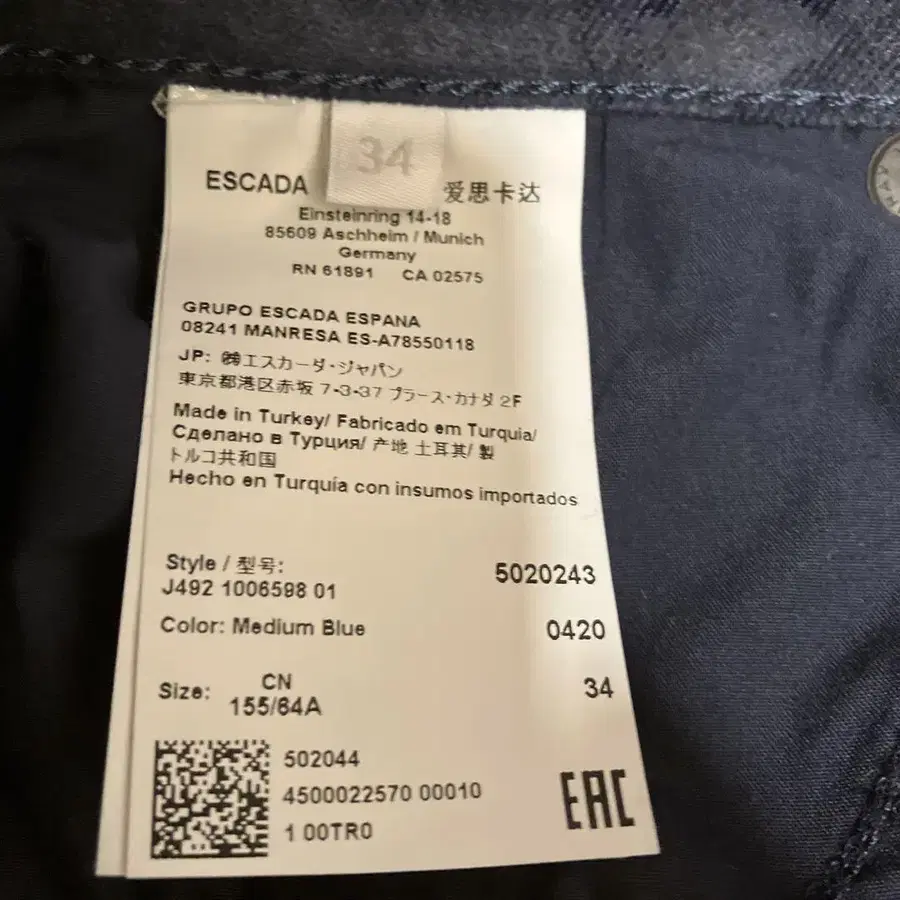 34
ESCADA 爱思卡达
Einsteinring 14-18
85609 Aschheim / Munich
Germany
RN 61891 CA 02575
GRUPO ESCADA ESPANA
08241 MANRESA ES-A78550118
JP: ㈱エスカーダ・ジャパン
東京都港区赤坂 7-3-37 プラース・カナダ 2F
Made in Turkey/ Fabricado em Turquia/
Сделано в Турция/ 产地 土耳其/ 製
トルコ共和国
Hecho en Turquía con insumos importados
Style / 型号: 5020243
J492 1006598 01
Color: Medium Blue 0420
Size: CN 34
155/64A
502044
4500022570 00010
1 00TR0
EAC